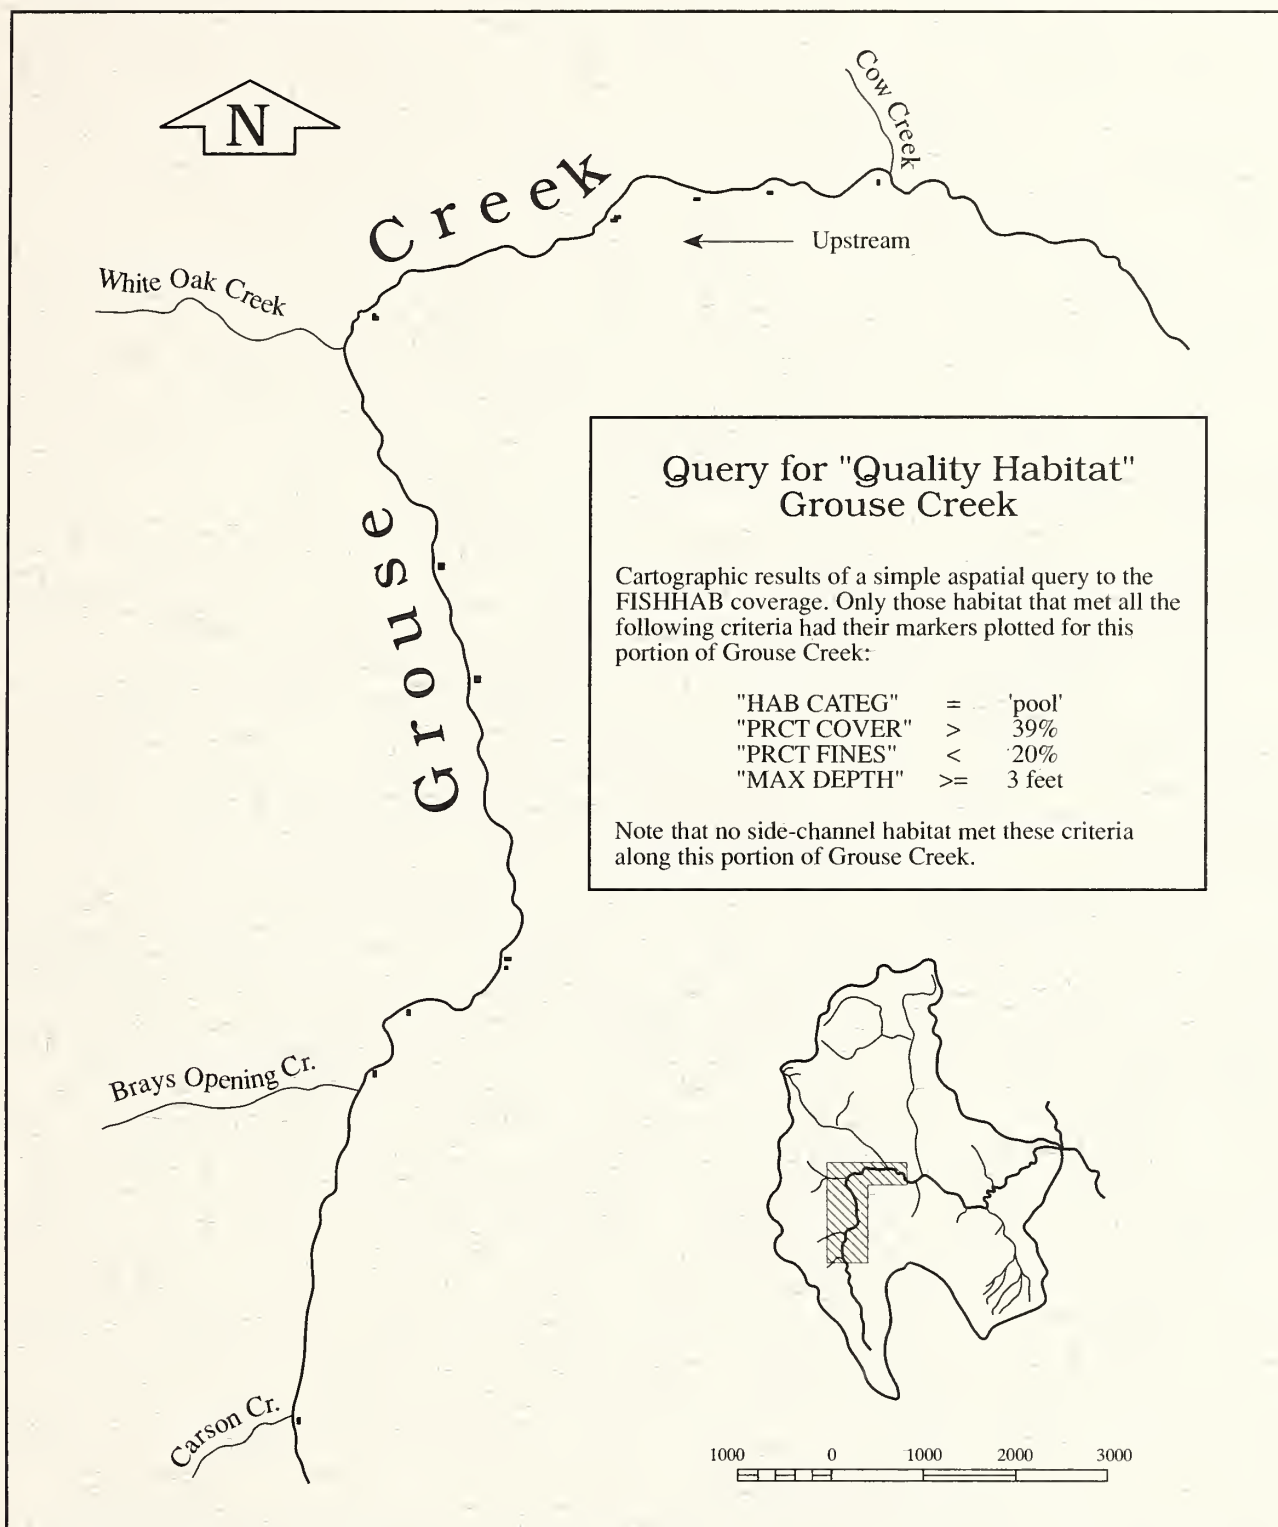 N
Cow Creek
Creek
Upstream
White Oak Creek
Grouse
Query for "Quality Habitat"
Grouse Creek
Cartographic results of a simple aspatial query to the
FISHHAB coverage. Only those habitat that met all the
following criteria had their markers plotted for this
portion of Grouse Creek:
"HAB CATEG" = 'pool'
"PRCT COVER" > 39%
"PRCT FINES" < 20%
"MAX DEPTH" >= 3 feet
Note that no side-channel habitat met these criteria
along this portion of Grouse Creek.
Brays Opening Cr.
Carson Cr.
1000 0 1000 2000 3000